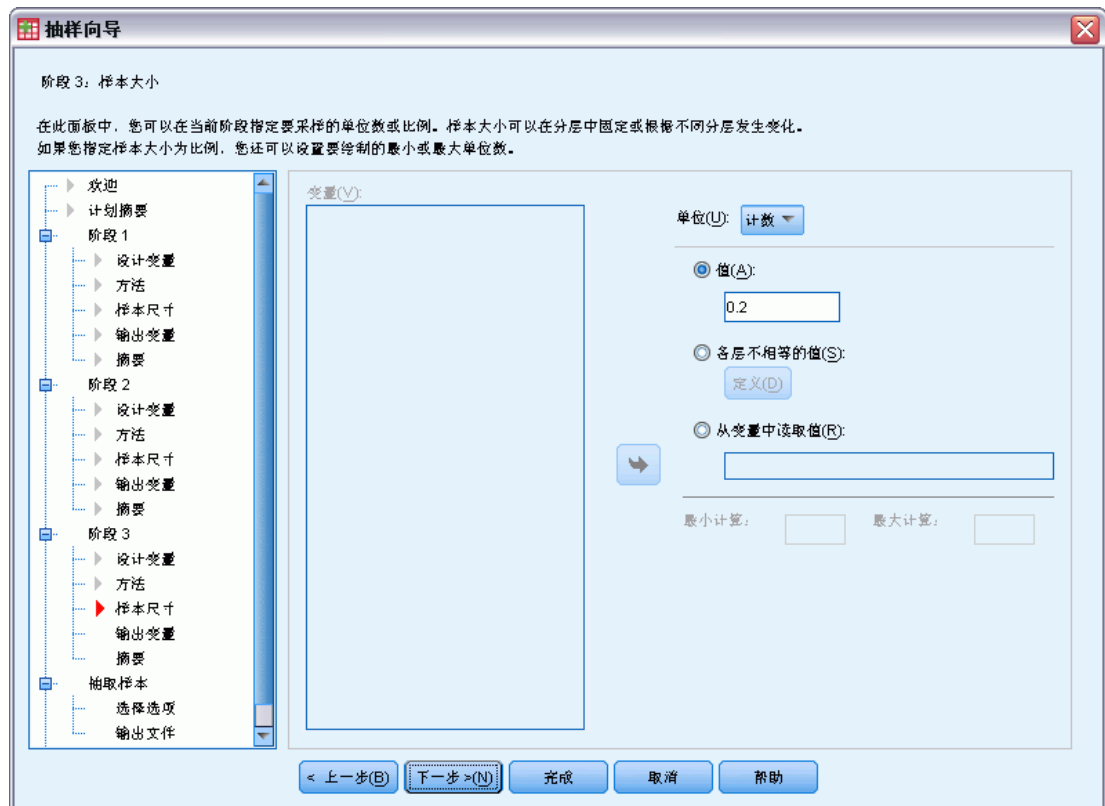 抽样向导
阶段 3：样本大小
在此面板中，您可以在当前阶段指定要采样的单位数或比例。样本大小可以在分层中固定或根据不同分层发生变化。
如果您指定样本大小为比例，您还可以设置要绘制的最小或最大单位数。
欢迎
计划摘要
阶段 1
设计变量
方法
样本尺寸
输出变量
摘要
阶段 2
设计变量
方法
样本尺寸
输出变量
摘要
阶段 3
设计变量
方法
样本尺寸
输出变量
摘要
抽取样本
选择选项
输出文件
变量(V):
单位(U): 计数
值(A):
0.2
各层不相等的值(S):
定义(D)
从变量中读取值(R):
最小计算： 最大计算：
< 上一步(B) 下一步 >(N) 完成 取消 帮助